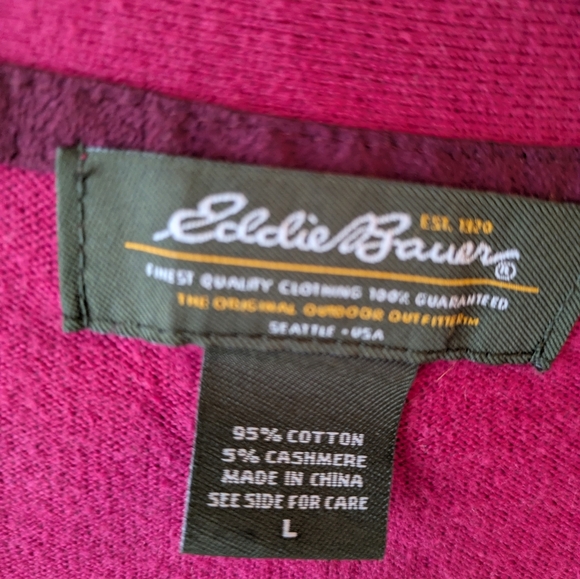 EST. 1920
Eddie Bauer®
FINEST QUALITY CLOTHING 100% GUARANTEED
THE ORIGINAL OUTDOOR OUTFITTER™
SEATTLE · USA
95% COTTON
5% CASHMERE
MADE IN CHINA
SEE SIDE FOR CARE
L